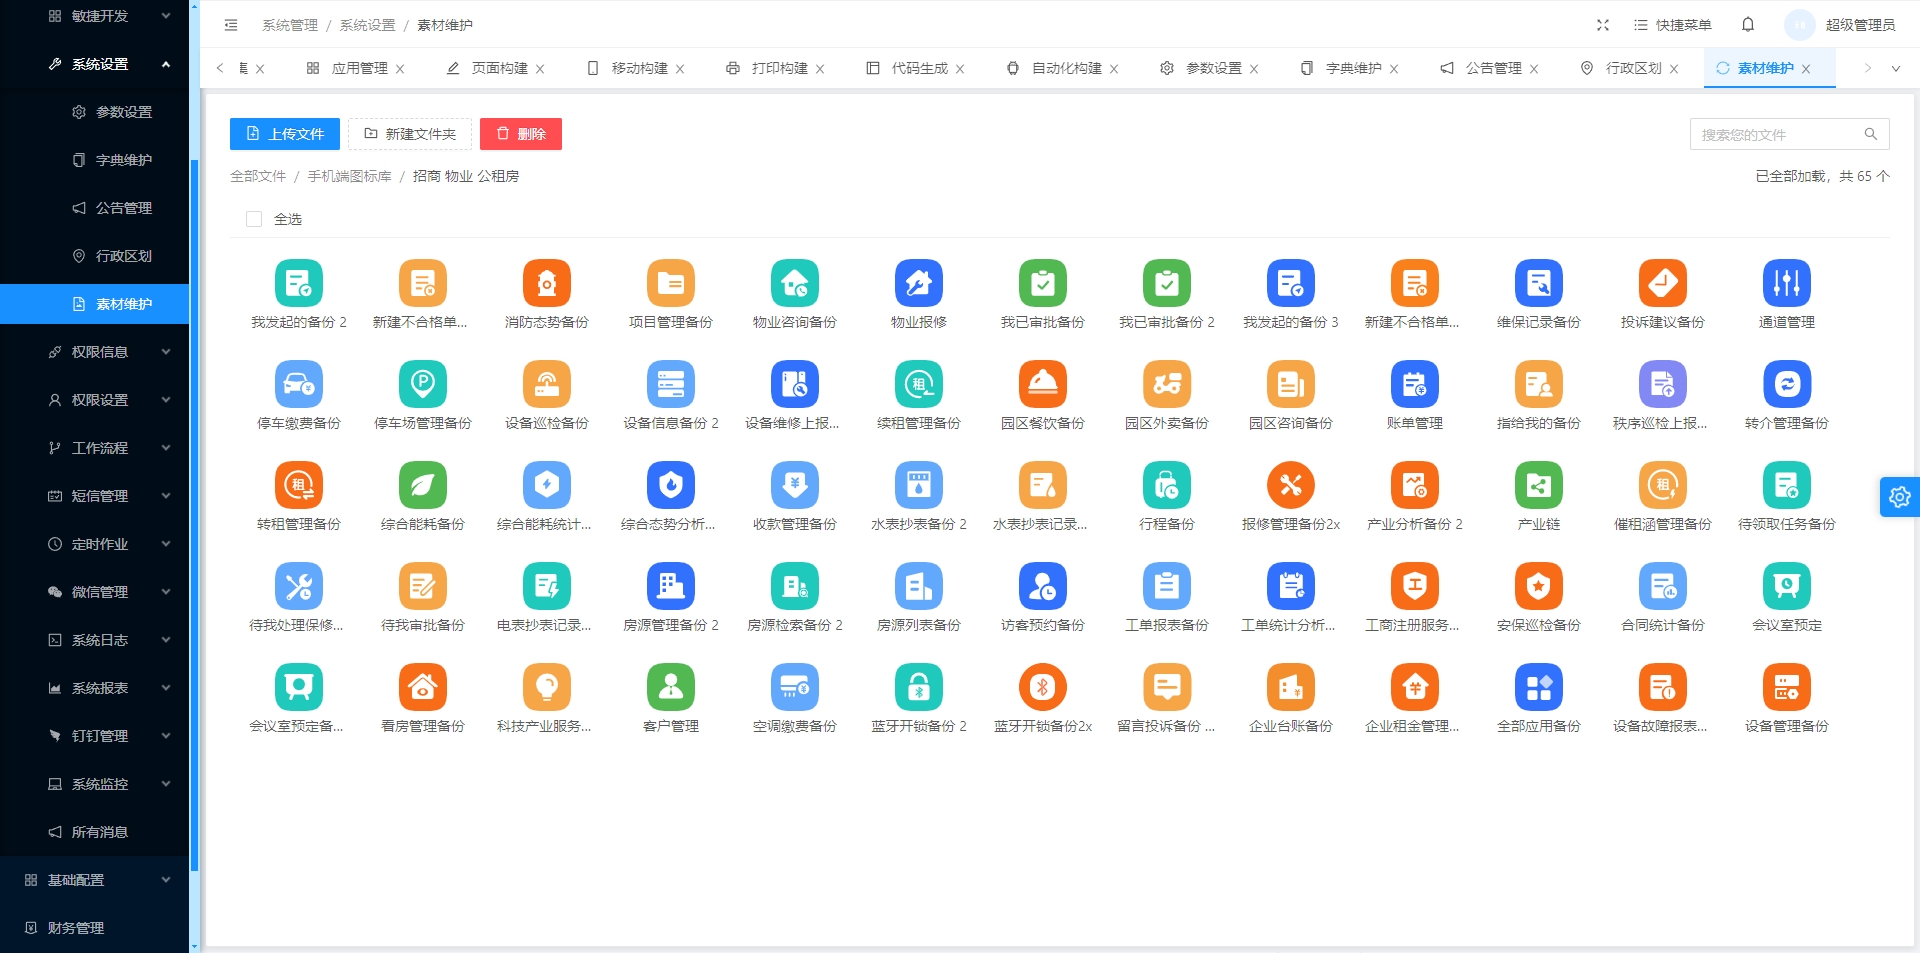 敏捷开发
系统设置
参数设置
字典维护
公告管理
行政区划
素材维护
权限信息
权限设置
工作流程
短信管理
定时作业
微信管理
系统日志
系统报表
钉钉管理
系统监控
所有消息
基础配置
财务管理
系统管理 / 系统设置 / 素材维护
快捷菜单 超级管理员
应用管理 页面构建 移动构建 打印构建 代码生成 自动化构建 参数设置 字典维护 公告管理 行政区划 素材维护
上传文件 新建文件夹 删除 搜索您的文件
全部文件 / 手机端图标库 / 招商 物业 公租房 已全部加载，共 65 个
全选
我发起的备份 2 新建不合格单... 消防态势备份 项目管理备份 物业咨询备份 物业报修 我已审批备份 我已审批备份 2 我发起的备份 3 新建不合格单... 维保记录备份 投诉建议备份 通道管理
停车缴费备份 停车场管理备份 设备巡检备份 设备信息备份 2 设备维修上报... 续租管理备份 园区餐饮备份 园区外卖备份 园区咨询备份 账单管理 指给我的备份 秩序巡检上报... 转介管理备份
租 租 租
转租管理备份 综合能耗备份 综合能耗统计... 综合态势分析... 收款管理备份 水表抄表备份 2 水表抄表记录... 行程备份 报修管理备份2x 产业分析备份 2 产业链 催租涵管理备份 待领取任务备份
待我处理保修... 待我审批备份 电表抄表记录... 房源管理备份 2 房源检索备份 2 房源列表备份 访客预约备份 工单报表备份 工单统计分析... 工商注册服务... 安保巡检备份 合同统计备份 会议室预定
会议室预定备... 看房管理备份 科技产业服务... 客户管理 空调缴费备份 蓝牙开锁备份 2 蓝牙开锁备份2x 留言投诉备份 ... 企业台账备份 企业租金管理... 全部应用备份 设备故障报表... 设备管理备份